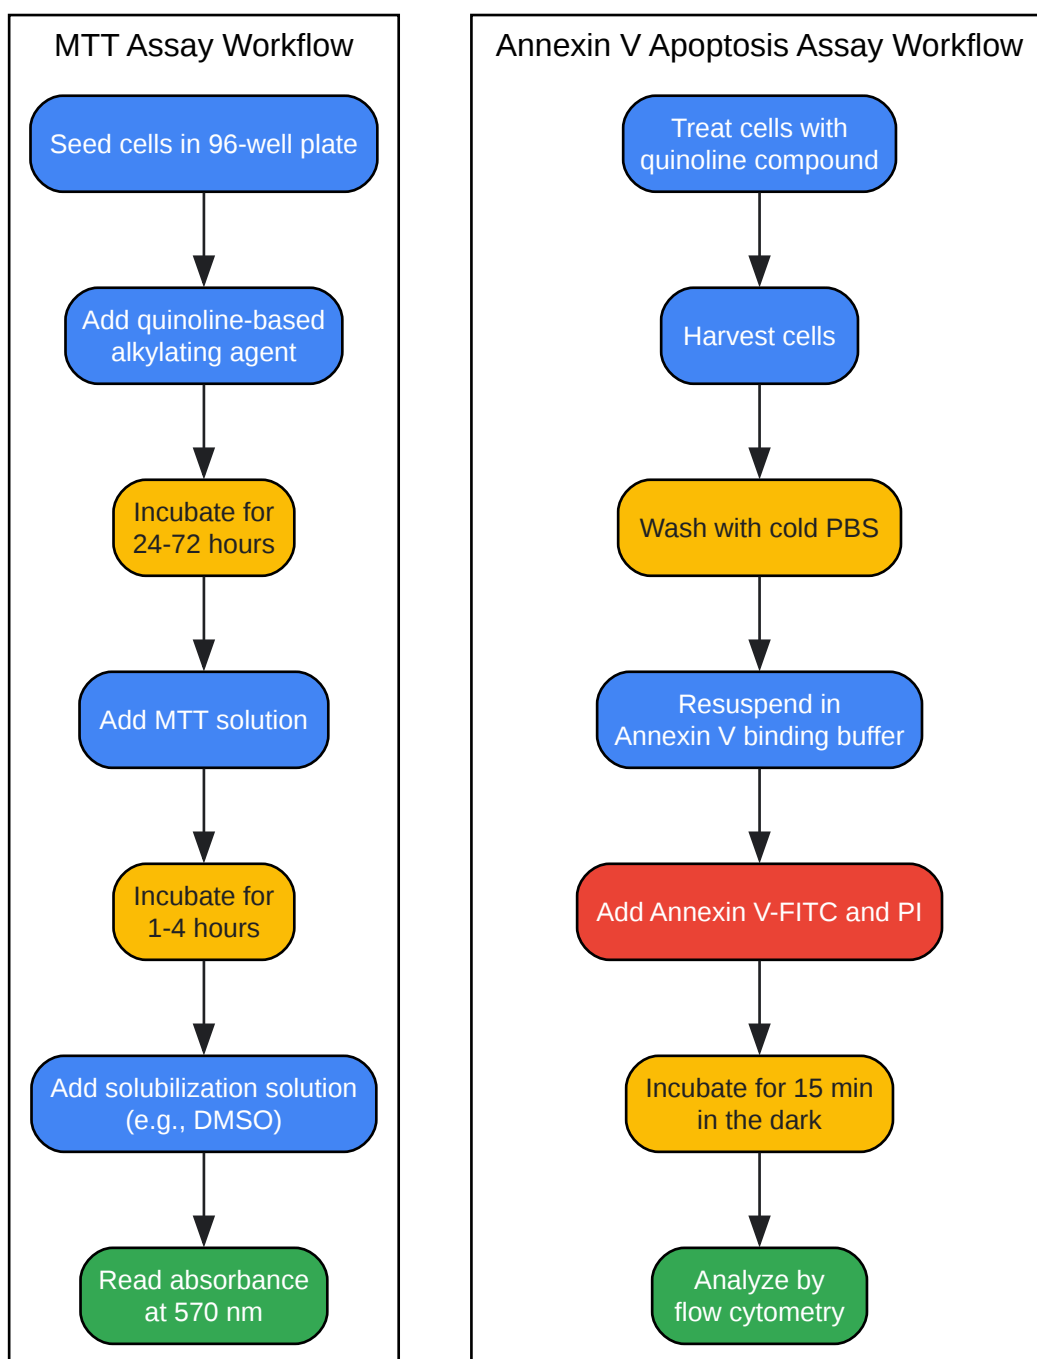 MTT Assay Workflow
Seed cells in 96-well plate
Add quinoline-based
alkylating agent
Incubate for
24-72 hours
Add MTT solution
Incubate for
1-4 hours
Add solubilization solution
(e.g., DMSO)
Read absorbance
at 570 nm
Annexin V Apoptosis Assay Workflow
Treat cells with
quinoline compound
Harvest cells
Wash with cold PBS
Resuspend in
Annexin V binding buffer
Add Annexin V-FITC and PI
Incubate for 15 min
in the dark
Analyze by
flow cytometry